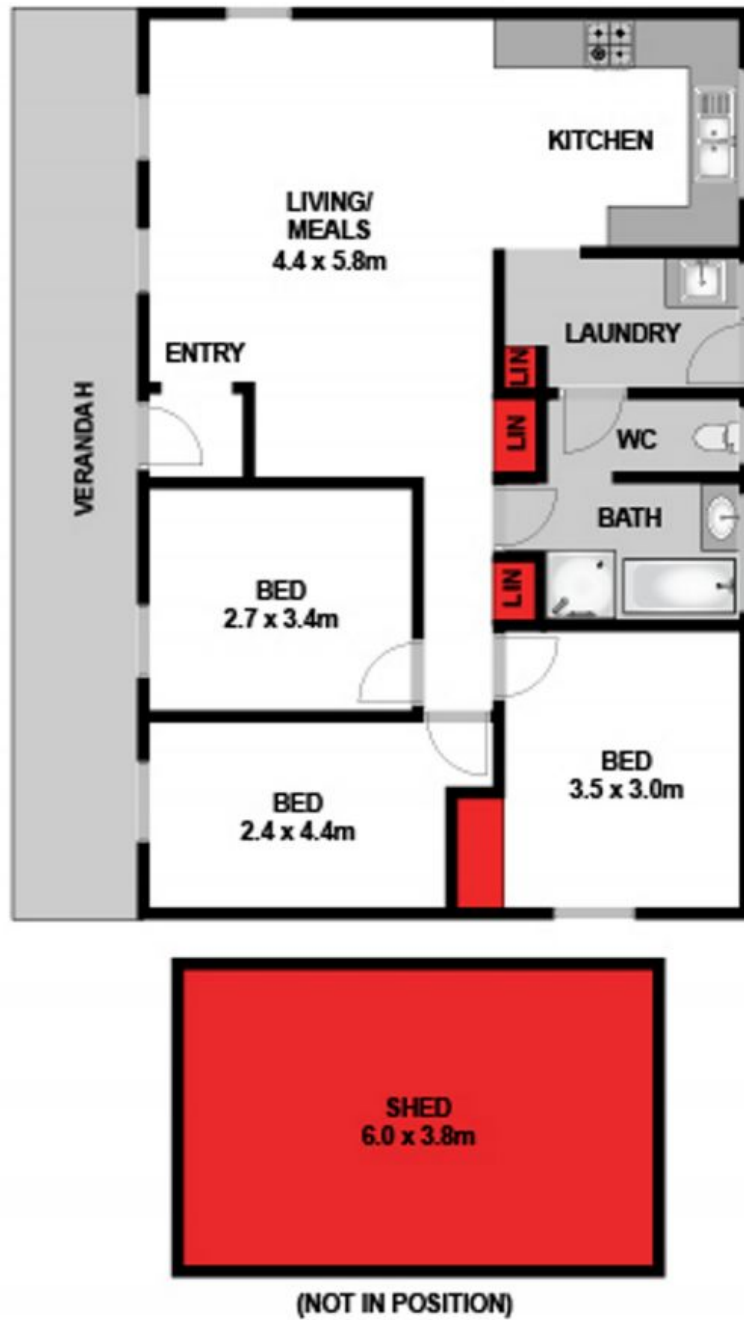 KITCHEN
LIVING/
MEALS
4.4 x 5.8m
LAUNDRY
ENTRY
LIN
LIN
WC
VERANDAH
BATH
LIN
BED
2.7 x 3.4m
BED
3.5 x 3.0m
BED
2.4 x 4.4m
SHED
6.0 x 3.8m
(NOT IN POSITION)